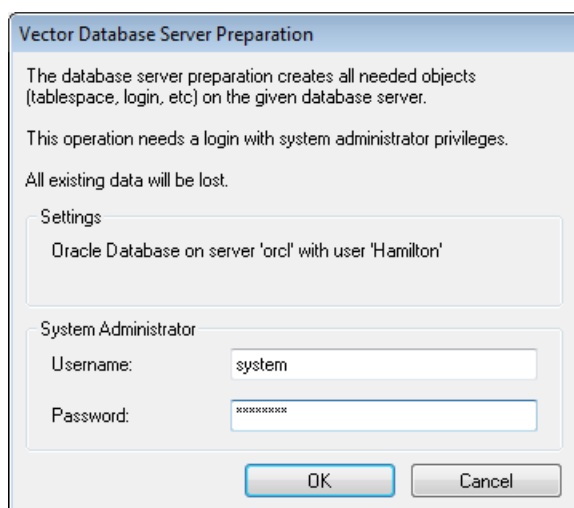 Vector Database Server Preparation
The database server preparation creates all needed objects
(tablespace, login, etc) on the given database server.
This operation needs a login with system administrator privileges.
All existing data will be lost.
Settings
Oracle Database on server 'orcl' with user 'Hamilton'
System Administrator
Username:
system
Password:
********
OK
Cancel